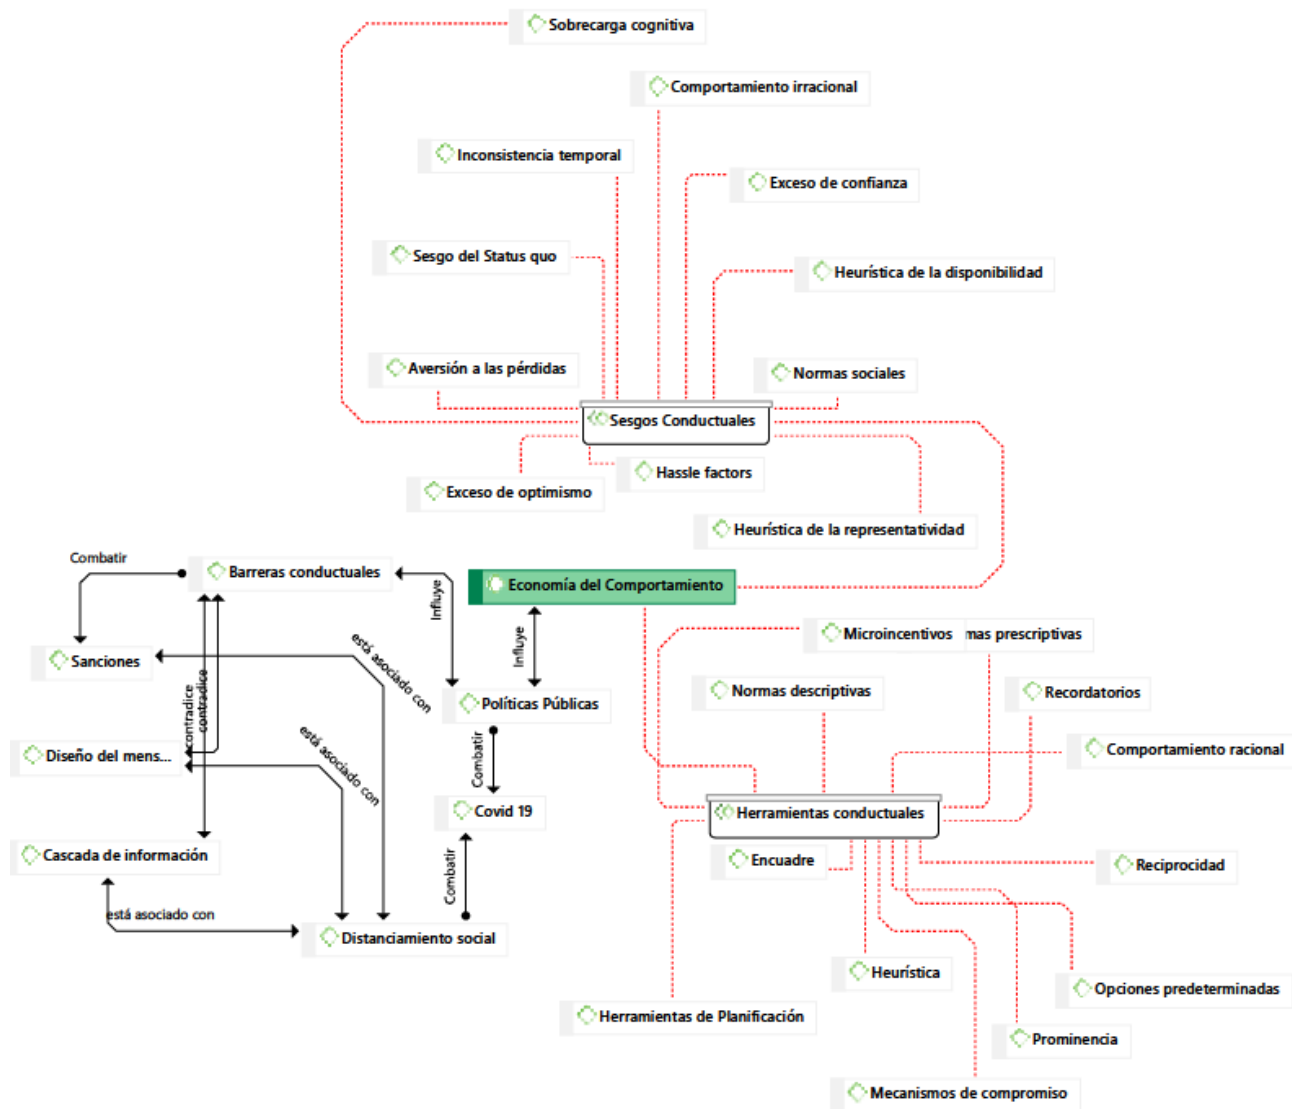 Sobrecarga cognitiva
Comportamiento irracional
Inconsistencia temporal
Exceso de confianza
Sesgo del Status quo
Heurística de la disponibilidad
Aversión a las pérdidas
Normas sociales
Sesgos Conductuales
Hassle factors
Exceso de optimismo
Heurística de la representatividad
Combatir
Barreras conductuales
Influye
Economía del Comportamiento
Influye
Microincentivos
mas prescriptivas
está asociado con
Sanciones
Normas descriptivas
Recordatorios
Políticas Públicas
contradice
contradice
Diseño del mens...
está asociado con
Combatir
Comportamiento racional
Covid 19
Herramientas conductuales
Cascada de información
Encuadre
Reciprocidad
Combatir
está asociado con
Distanciamiento social
Heurística
Opciones predeterminadas
Herramientas de Planificación
Prominencia
Mecanismos de compromiso